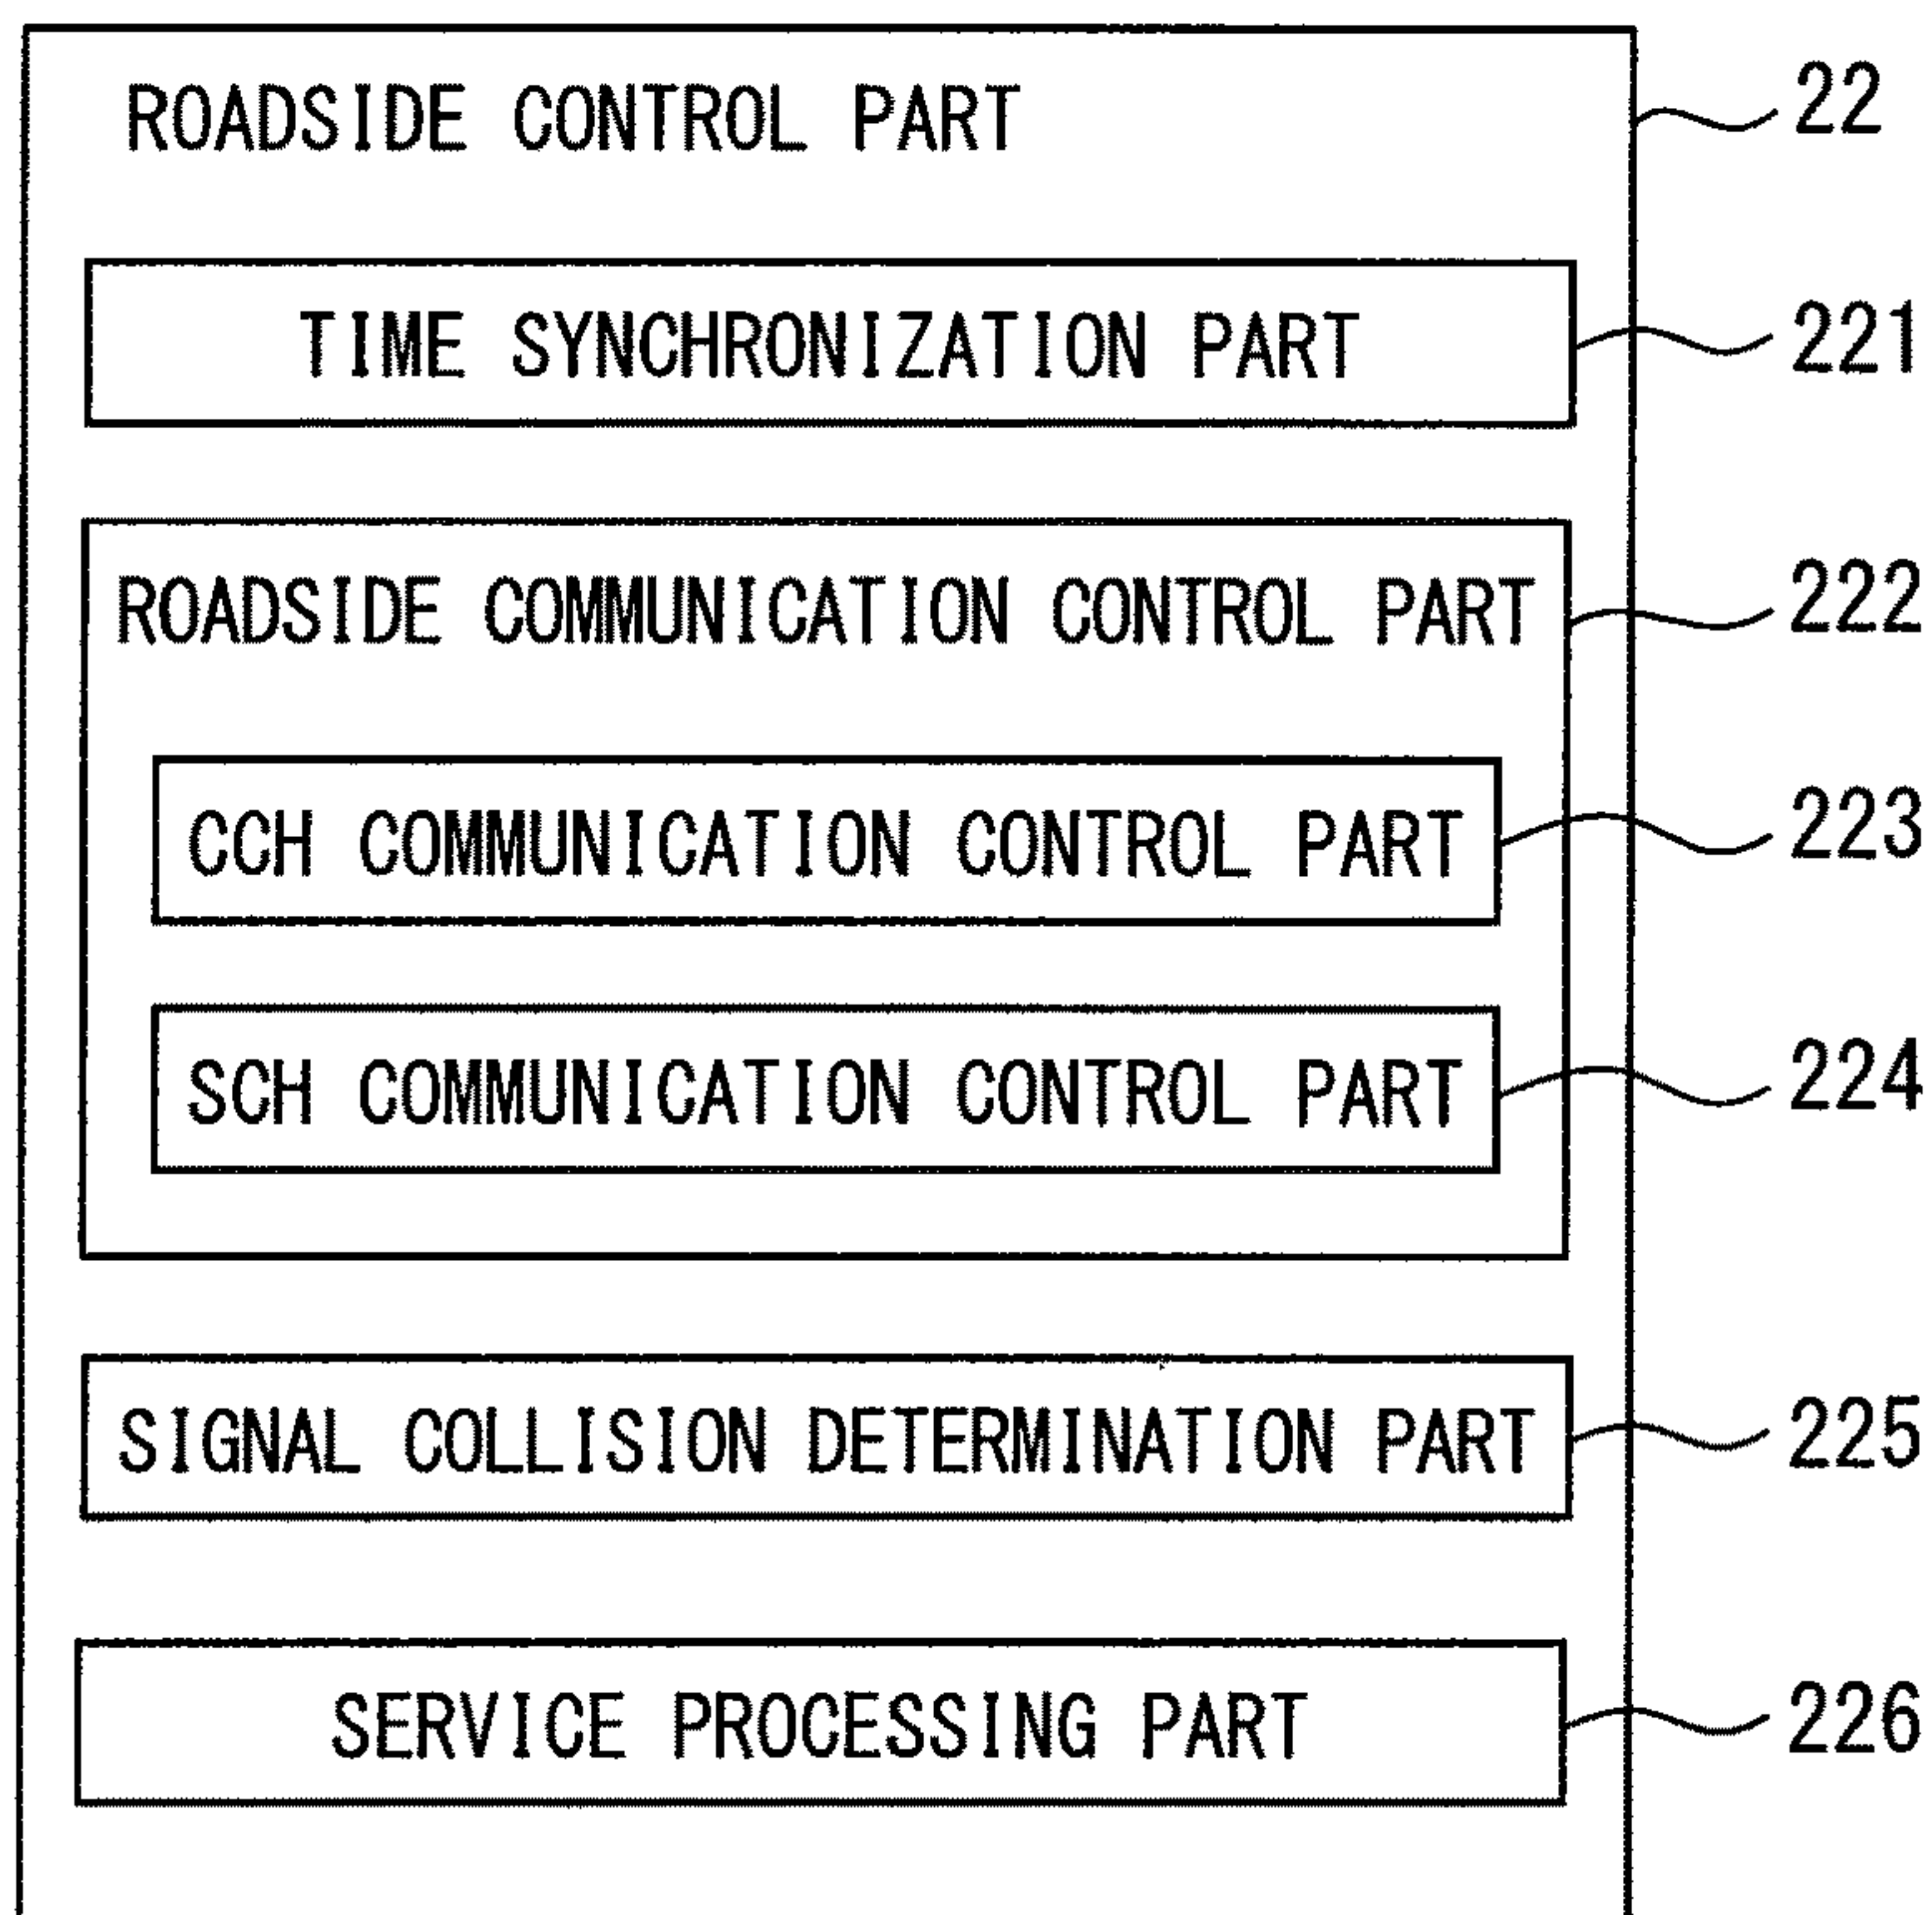 ROADSIDE CONTROL PART 22
TIME SYNCHRONIZATION PART 221
ROADSIDE COMMUNICATION CONTROL PART 222
CCH COMMUNICATION CONTROL PART 223
SCH COMMUNICATION CONTROL PART 224
SIGNAL COLLISION DETERMINATION PART 225
SERVICE PROCESSING PART 226